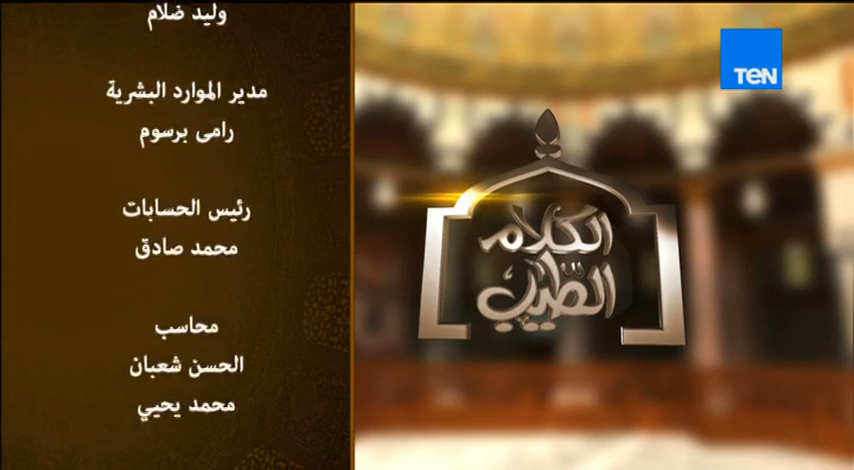 وليد ضلام
مدير الموارد البشرية
رامى برسوم
رئيس الحسابات
محمد صادق
محاسب
الحسن شعبان
محمد يحيي
TEN
الكلام
الطيب